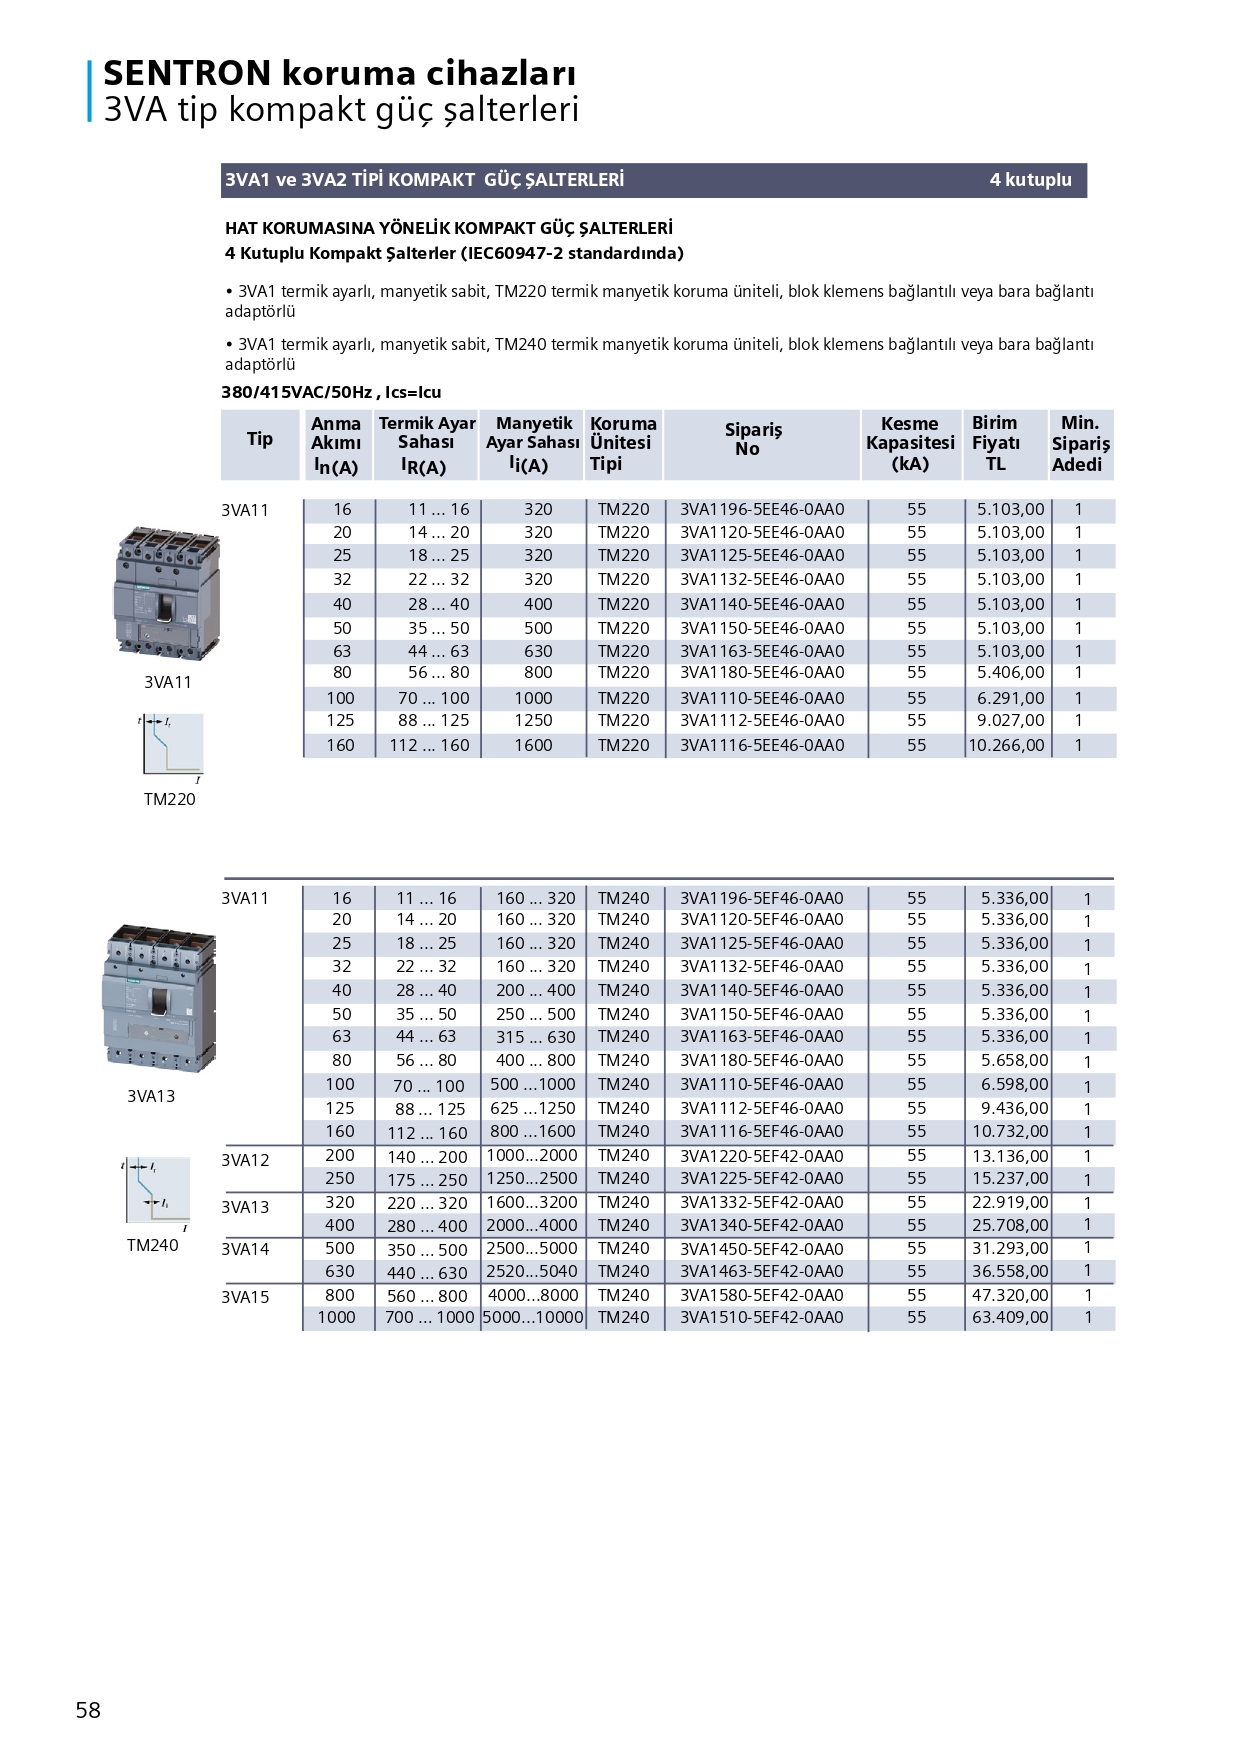 SENTRON koruma cihazları
3VA tip kompakt güç şalterleri
3VA1 ve 3VA2 TİPİ KOMPAKT GÜÇ ŞALTERLERİ 4 kutuplu
HAT KORUMASINA YÖNELİK KOMPAKT GÜÇ ŞALTERLERİ
4 Kutuplu Kompakt Şalterler (IEC60947-2 standardında)
• 3VA1 termik ayarlı, manyetik sabit, TM220 termik manyetik koruma üniteli, blok klemens bağlantılı veya bara bağlantı
adaptörlü
• 3VA1 termik ayarlı, manyetik sabit, TM240 termik manyetik koruma üniteli, blok klemens bağlantılı veya bara bağlantı
adaptörlü
380/415VAC/50Hz , Ics=Icu
Anma Termik Ayar Manyetik Koruma Sipariş Kesme Birim Min.
Tip Akımı Sahası Ayar Sahası Ünitesi No Kapasitesi Fiyatı Sipariş
In(A) IR(A) Ii(A) Tipi (kA) TL Adedi
3VA11 16 11 ... 16 320 TM220 3VA1196-5EE46-0AA0 55 5.103,00 1
20 14 ... 20 320 TM220 3VA1120-5EE46-0AA0 55 5.103,00 1
25 18 ... 25 320 TM220 3VA1125-5EE46-0AA0 55 5.103,00 1
32 22 ... 32 320 TM220 3VA1132-5EE46-0AA0 55 5.103,00 1
40 28 ... 40 400 TM220 3VA1140-5EE46-0AA0 55 5.103,00 1
50 35 ... 50 500 TM220 3VA1150-5EE46-0AA0 55 5.103,00 1
63 44 ... 63 630 TM220 3VA1163-5EE46-0AA0 55 5.103,00 1
80 56 ... 80 800 TM220 3VA1180-5EE46-0AA0 55 5.406,00 1
3VA11
100 70 ... 100 1000 TM220 3VA1110-5EE46-0AA0 55 6.291,00 1
125 88 ... 125 1250 TM220 3VA1112-5EE46-0AA0 55 9.027,00 1
160 112 ... 160 1600 TM220 3VA1116-5EE46-0AA0 55 10.266,00 1
t Ir
I
TM220
3VA11 16 11 ... 16 160 ... 320 TM240 3VA1196-5EF46-0AA0 55 5.336,00 1
20 14 ... 20 160 ... 320 TM240 3VA1120-5EF46-0AA0 55 5.336,00 1
25 18 ... 25 160 ... 320 TM240 3VA1125-5EF46-0AA0 55 5.336,00 1
32 22 ... 32 160 ... 320 TM240 3VA1132-5EF46-0AA0 55 5.336,00 1
40 28 ... 40 200 ... 400 TM240 3VA1140-5EF46-0AA0 55 5.336,00 1
50 35 ... 50 250 ... 500 TM240 3VA1150-5EF46-0AA0 55 5.336,00 1
63 44 ... 63 315 ... 630 TM240 3VA1163-5EF46-0AA0 55 5.336,00 1
80 56 ... 80 400 ... 800 TM240 3VA1180-5EF46-0AA0 55 5.658,00 1
100 70 ... 100 500 ...1000 TM240 3VA1110-5EF46-0AA0 55 6.598,00 1
3VA13
125 88 ... 125 625 ...1250 TM240 3VA1112-5EF46-0AA0 55 9.436,00 1
160 112 ... 160 800 ...1600 TM240 3VA1116-5EF46-0AA0 55 10.732,00 1
3VA12 200 140 ... 200 1000...2000 TM240 3VA1220-5EF42-0AA0 55 13.136,00 1
250 175 ... 250 1250...2500 TM240 3VA1225-5EF42-0AA0 55 15.237,00 1
3VA13 320 220 ... 320 1600...3200 TM240 3VA1332-5EF42-0AA0 55 22.919,00 1
400 280 ... 400 2000...4000 TM240 3VA1340-5EF42-0AA0 55 25.708,00 1
t Ir
Ii
I
TM240
3VA14 500 350 ... 500 2500...5000 TM240 3VA1450-5EF42-0AA0 55 31.293,00 1
630 440 ... 630 2520...5040 TM240 3VA1463-5EF42-0AA0 55 36.558,00 1
3VA15 800 560 ... 800 4000...8000 TM240 3VA1580-5EF42-0AA0 55 47.320,00 1
1000 700 ... 1000 5000...10000 TM240 3VA1510-5EF42-0AA0 55 63.409,00 1
58